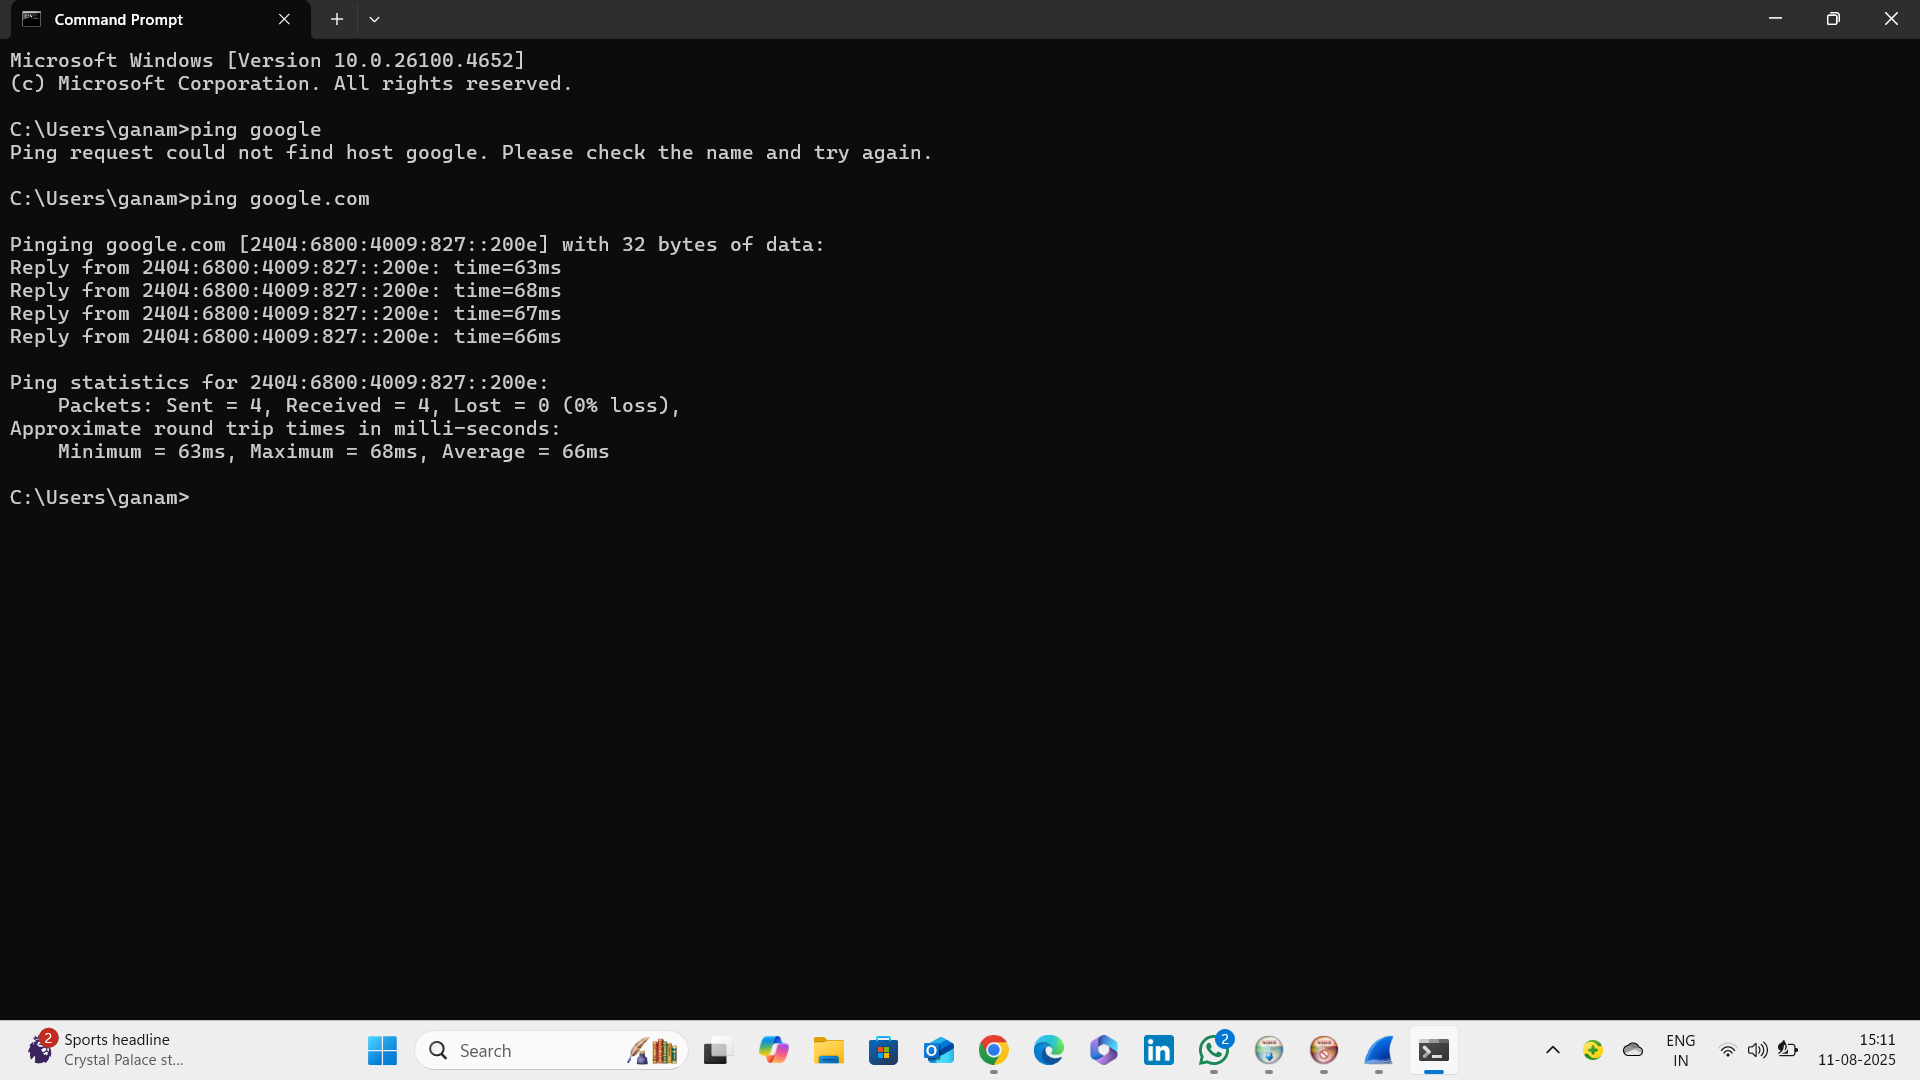 Command Prompt
Microsoft Windows [Version 10.0.26100.4652]
(c) Microsoft Corporation. All rights reserved.
C:\Users\ganam>ping google
Ping request could not find host google. Please check the name and try again.
C:\Users\ganam>ping google.com
Pinging google.com [2404:6800:4009:827::200e] with 32 bytes of data:
Reply from 2404:6800:4009:827::200e: time=63ms
Reply from 2404:6800:4009:827::200e: time=68ms
Reply from 2404:6800:4009:827::200e: time=67ms
Reply from 2404:6800:4009:827::200e: time=66ms
Ping statistics for 2404:6800:4009:827::200e:
    Packets: Sent = 4, Received = 4, Lost = 0 (0% loss),
Approximate round trip times in milli-seconds:
    Minimum = 63ms, Maximum = 68ms, Average = 66ms
C:\Users\ganam>
2
Sports headline
Crystal Palace st...
Search
2
ENG
IN
15:11
11-08-2025